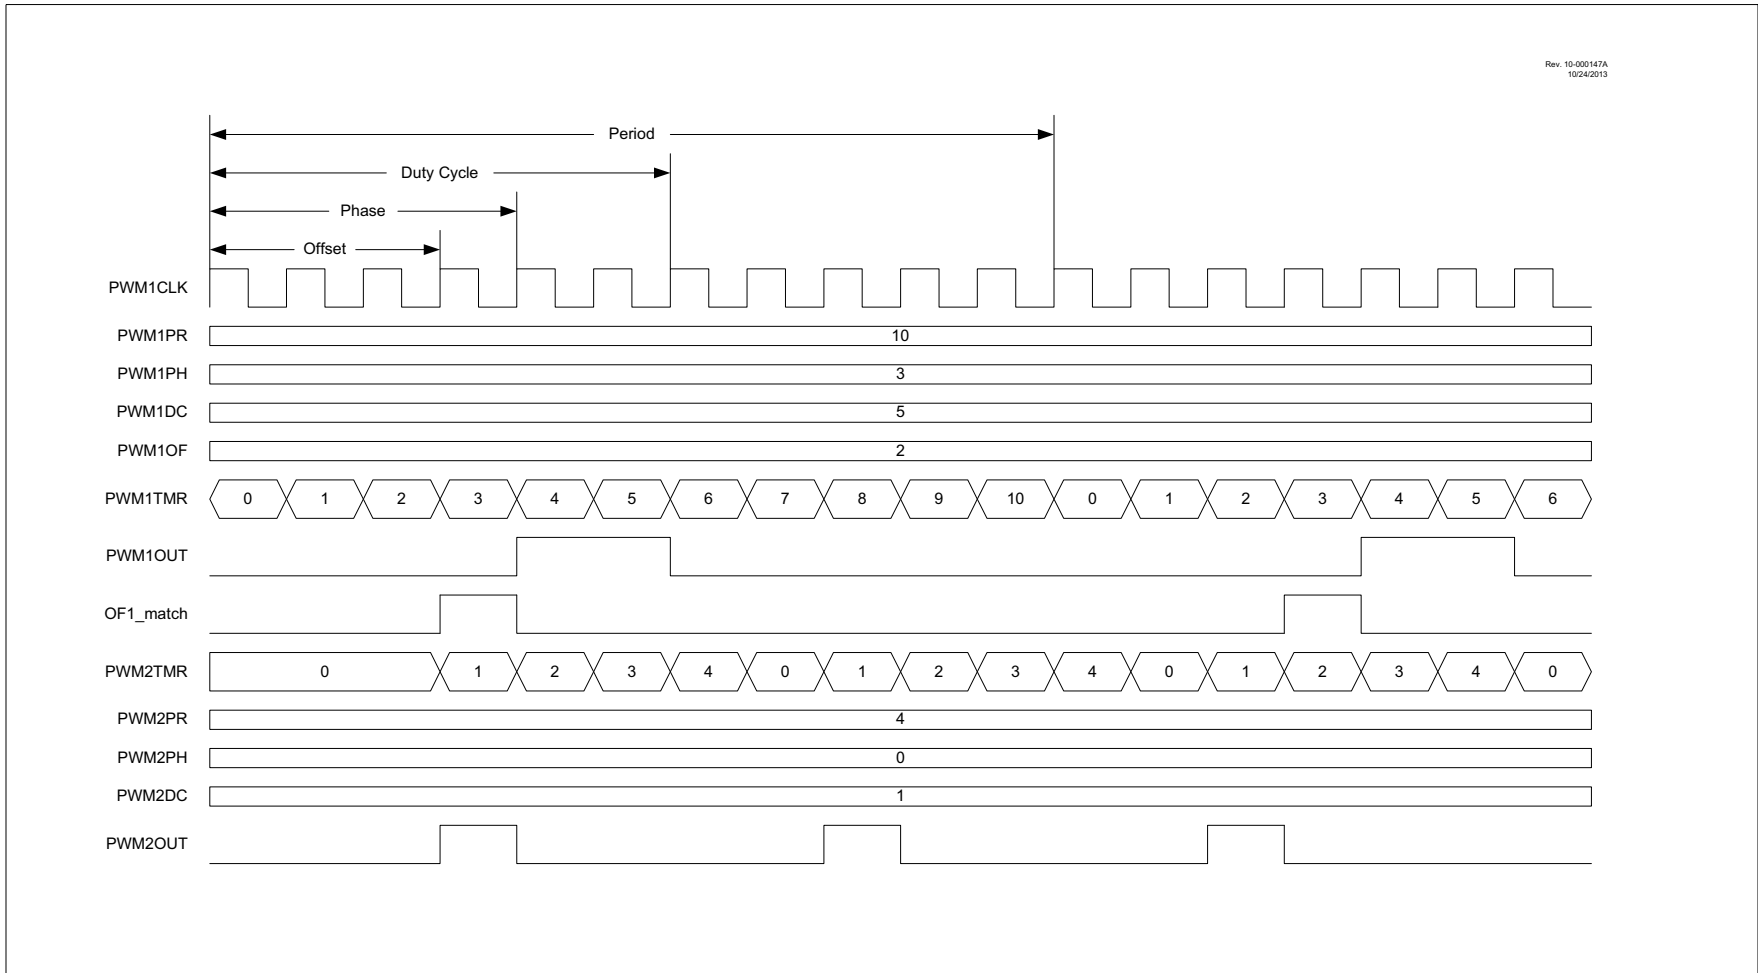 Rev. 10-000147A
10/24/2013
Period
Duty Cycle
Phase
Offset
PWM1CLK
PWM1PR 10
PWM1PH 3
PWM1DC 5
PWM1OF 2
PWM1TMR 0 1 2 3 4 5 6 7 8 9 10 0 1 2 3 4 5 6
PWM1OUT
OF1_match
PWM2TMR 0 1 2 3 4 0 1 2 3 4 0 1 2 3 4 0
PWM2PR 4
PWM2PH 0
PWM2DC 1
PWM2OUT